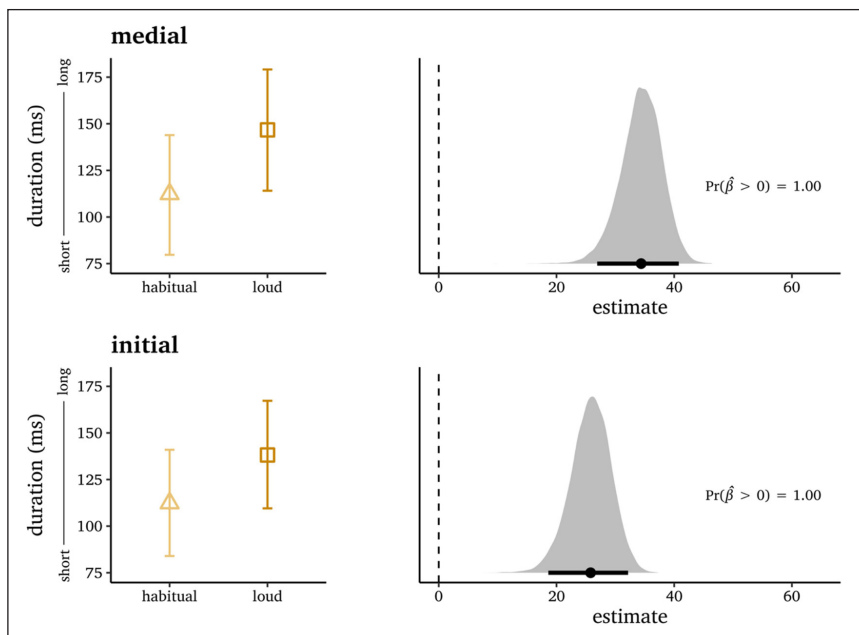 medial
duration (ms)
short — long
175
150
125
100
75
habitual loud
Pr(β̂ > 0) = 1.00
0 20 40 60
estimate
initial
duration (ms)
short — long
175
150
125
100
75
habitual loud
Pr(β̂ > 0) = 1.00
0 20 40 60
estimate